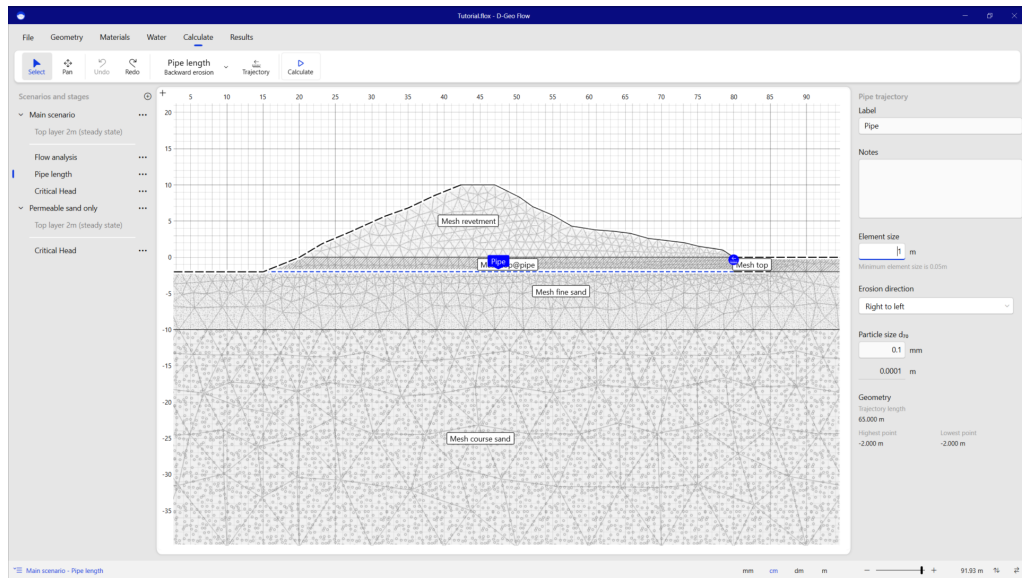 Tutorial.flox - D-Geo Flow
File Geometry Materials Water Calculate Results
Select Pan Undo Redo Pipe length Backward erosion Trajectory Calculate
Scenarios and stages
Main scenario
Top layer 2m (steady state)
Flow analysis
Pipe length
Critical Head
Permeable sand only
Top layer 2m (steady state)
Critical Head
5 10 15 20 25 30 35 40 45 50 55 60 65 70 75 80 85 90
20
15
10
5
0
-5
-10
-15
-20
-25
-30
-35
Mesh revetment
Pipe
@pipe
Mesh top
Mesh fine sand
Mesh course sand
Pipe trajectory
Label
Pipe
Notes
Element size
1 m
Minimum element size is 0.05m
Erosion direction
Right to left
Particle size d₇₀
0.1 mm
0.0001 m
Geometry
Trajectory length
65.000 m
Highest point Lowest point
-2.000 m -2.000 m
Main scenario - Pipe length
mm cm dm m
91.93 m